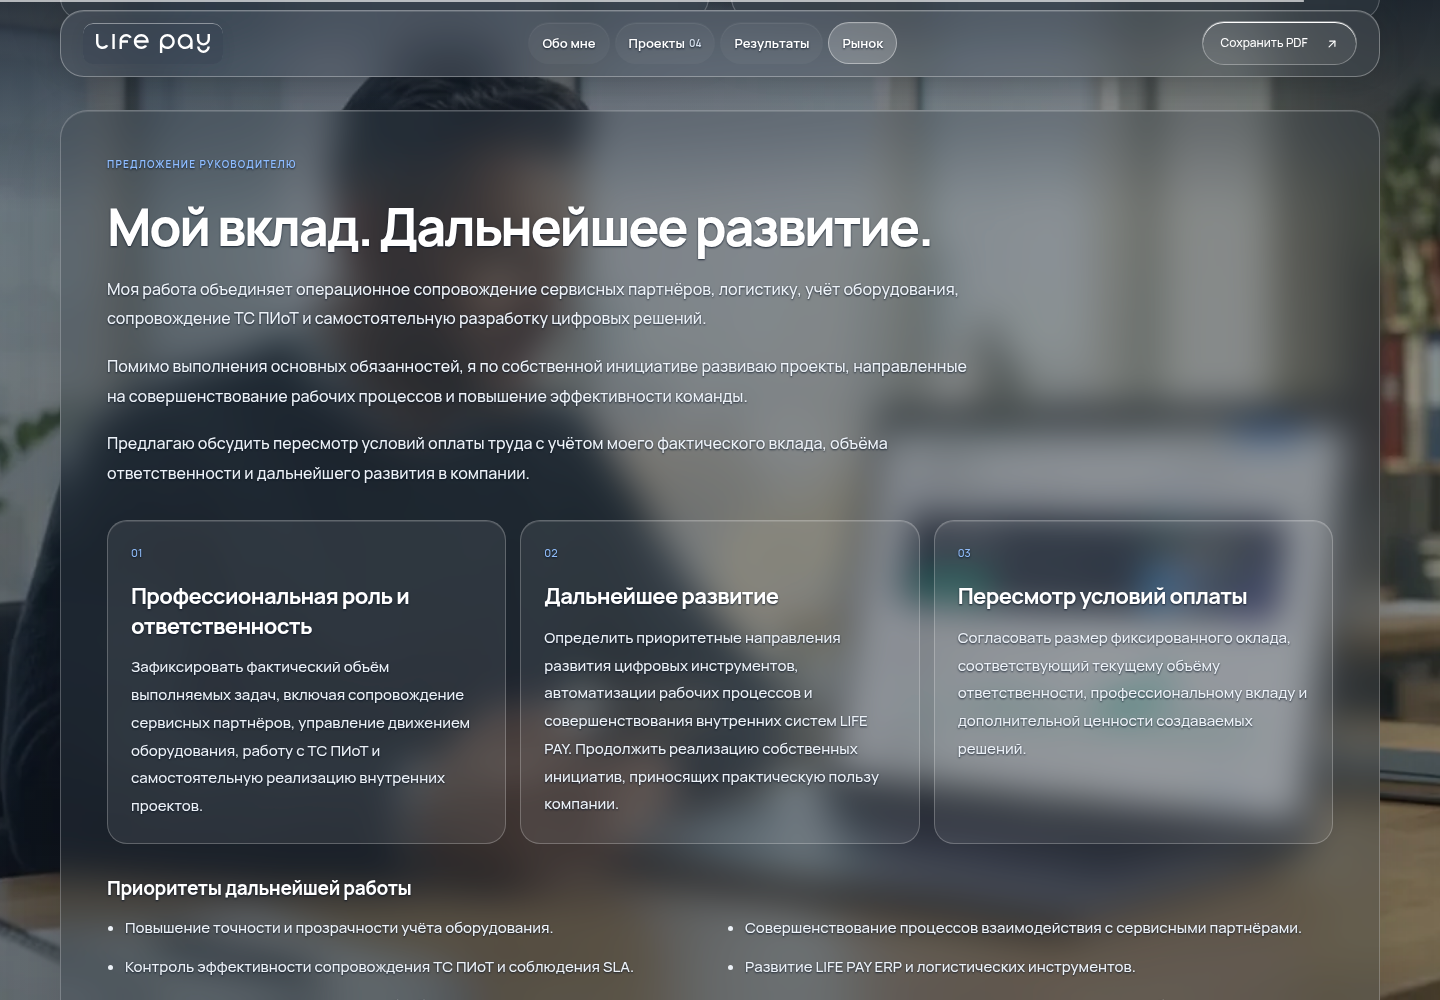 LIFE pay
Обо мне
Проекты 04
Результаты
Рынок
Сохранить PDF
ПРЕДЛОЖЕНИЕ РУКОВОДИТЕЛЮ
Мой вклад. Дальнейшее развитие.
Моя работа объединяет операционное сопровождение сервисных партнёров, логистику, учёт оборудования,
сопровождение ТС ПИоТ и самостоятельную разработку цифровых решений.
Помимо выполнения основных обязанностей, я по собственной инициативе развиваю проекты, направленные
на совершенствование рабочих процессов и повышение эффективности команды.
Предлагаю обсудить пересмотр условий оплаты труда с учётом моего фактического вклада, объёма
ответственности и дальнейшего развития в компании.
01
Профессиональная роль и
ответственность
Зафиксировать фактический объём
выполняемых задач, включая сопровождение
сервисных партнёров, управление движением
оборудования, работу с ТС ПИоТ и
самостоятельную реализацию внутренних
проектов.
02
Дальнейшее развитие
Определить приоритетные направления
развития цифровых инструментов,
автоматизации рабочих процессов и
совершенствования внутренних систем LIFE
PAY. Продолжить реализацию собственных
инициатив, приносящих практическую пользу
компании.
03
Пересмотр условий оплаты
Согласовать размер фиксированного оклада,
соответствующий текущему объёму
ответственности, профессиональному вкладу и
дополнительной ценности создаваемых
решений.
Приоритеты дальнейшей работы
Повышение точности и прозрачности учёта оборудования.
Совершенствование процессов взаимодействия с сервисными партнёрами.
Контроль эффективности сопровождения ТС ПИоТ и соблюдения SLA.
Развитие LIFE PAY ERP и логистических инструментов.